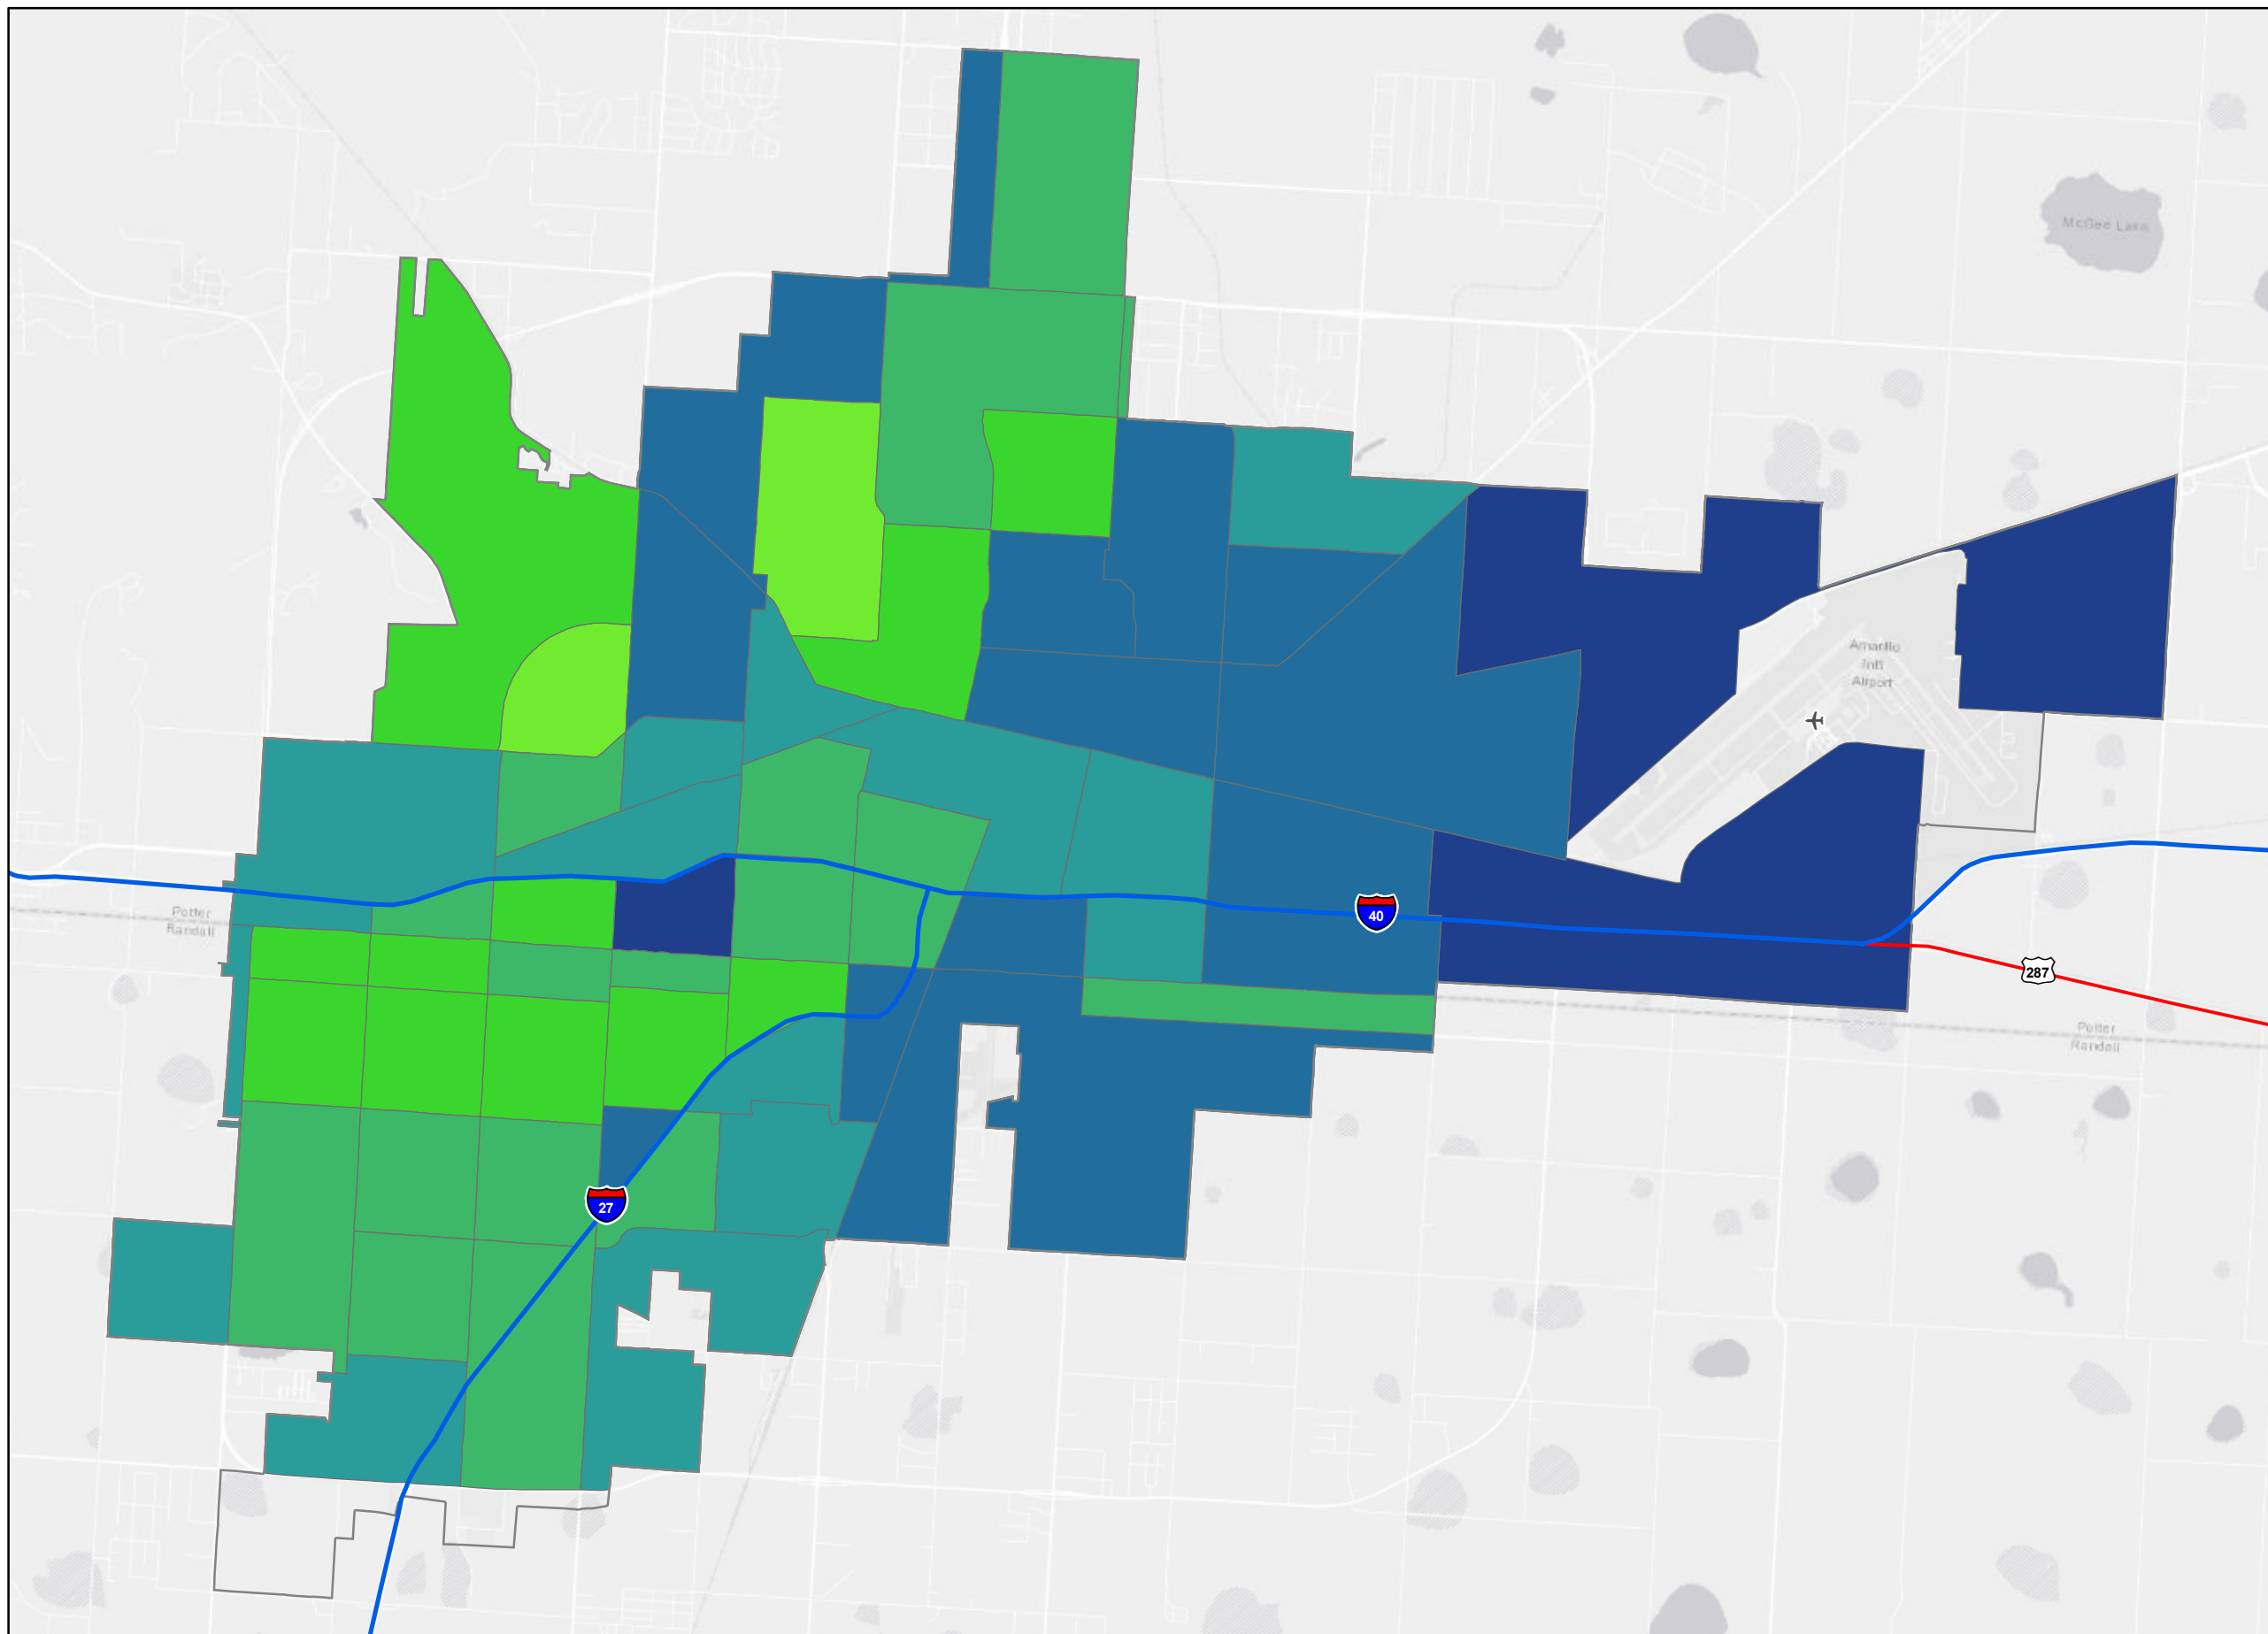 McGee Lake
Amarillo
Intl
Airport
40
Potter
Randall
287
Potter
Randall
27